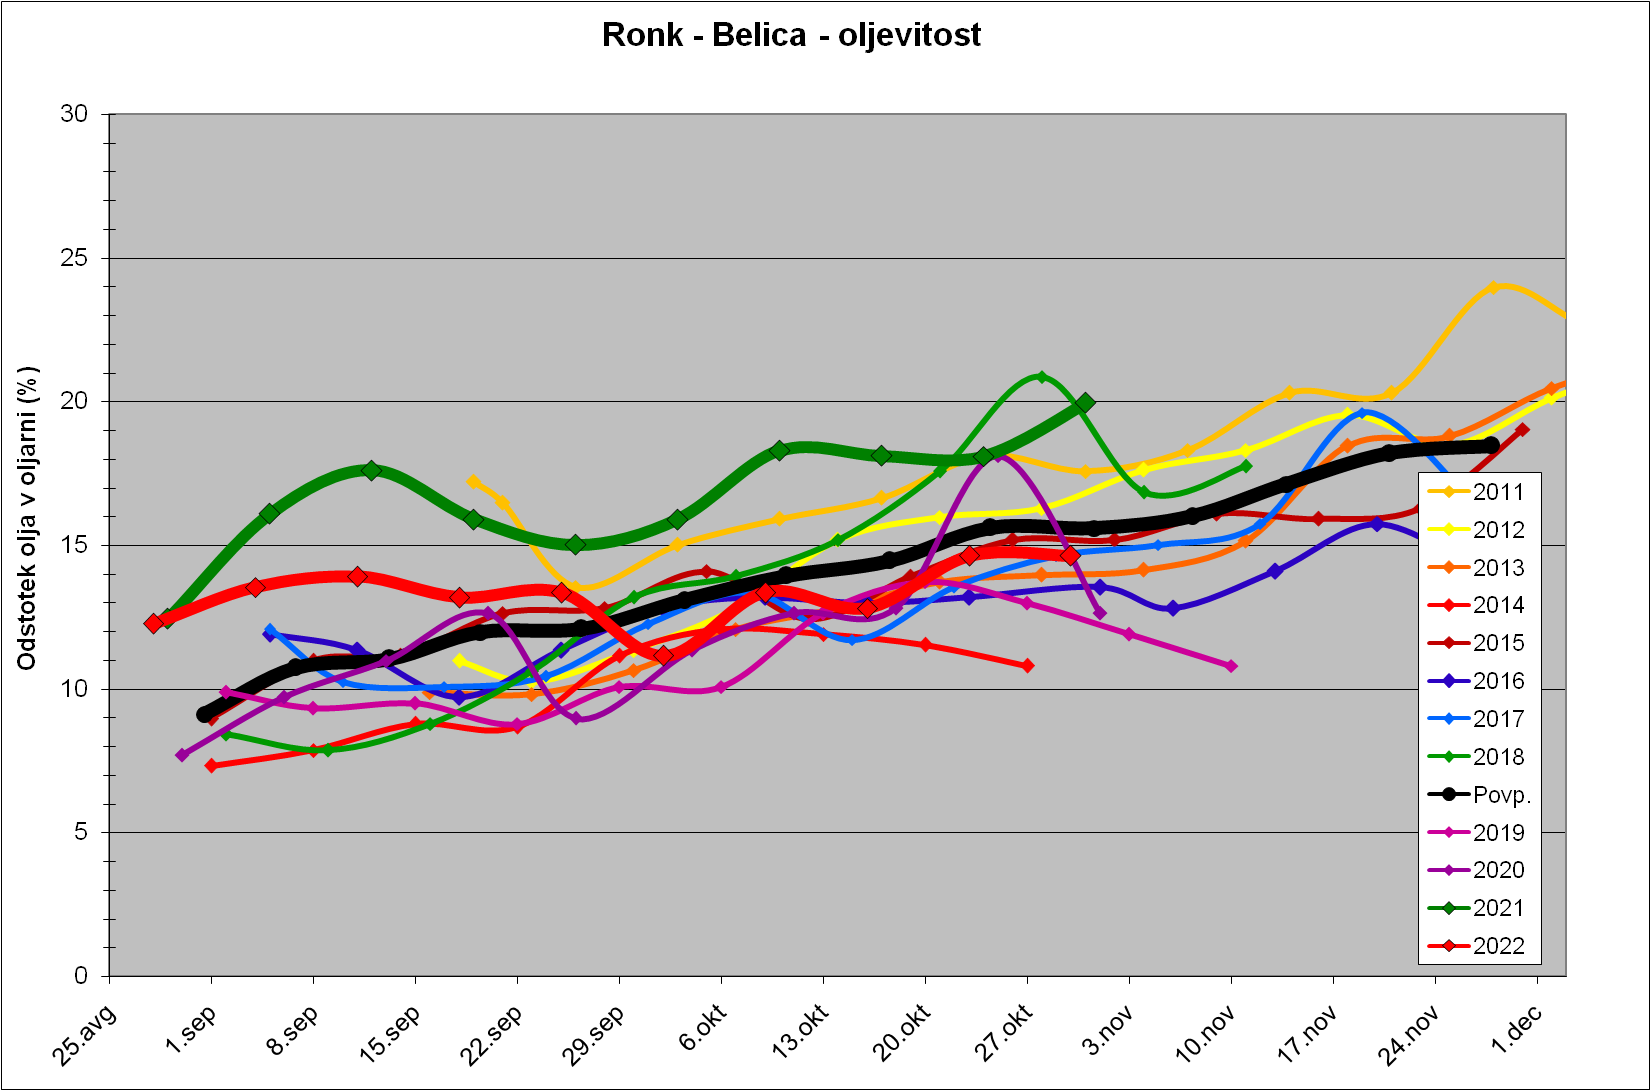 Ronk - Belica - oljevitost
Odstotek olja v oljarni (%)
30
25
20
15
10
5
0
25.avg
1.sep
8.sep
15.sep
22.sep
29.sep
6.okt
13.okt
20.okt
27.okt
3.nov
10.nov
17.nov
24.nov
1.dec
2011
2012
2013
2014
2015
2016
2017
2018
Povp.
2019
2020
2021
2022